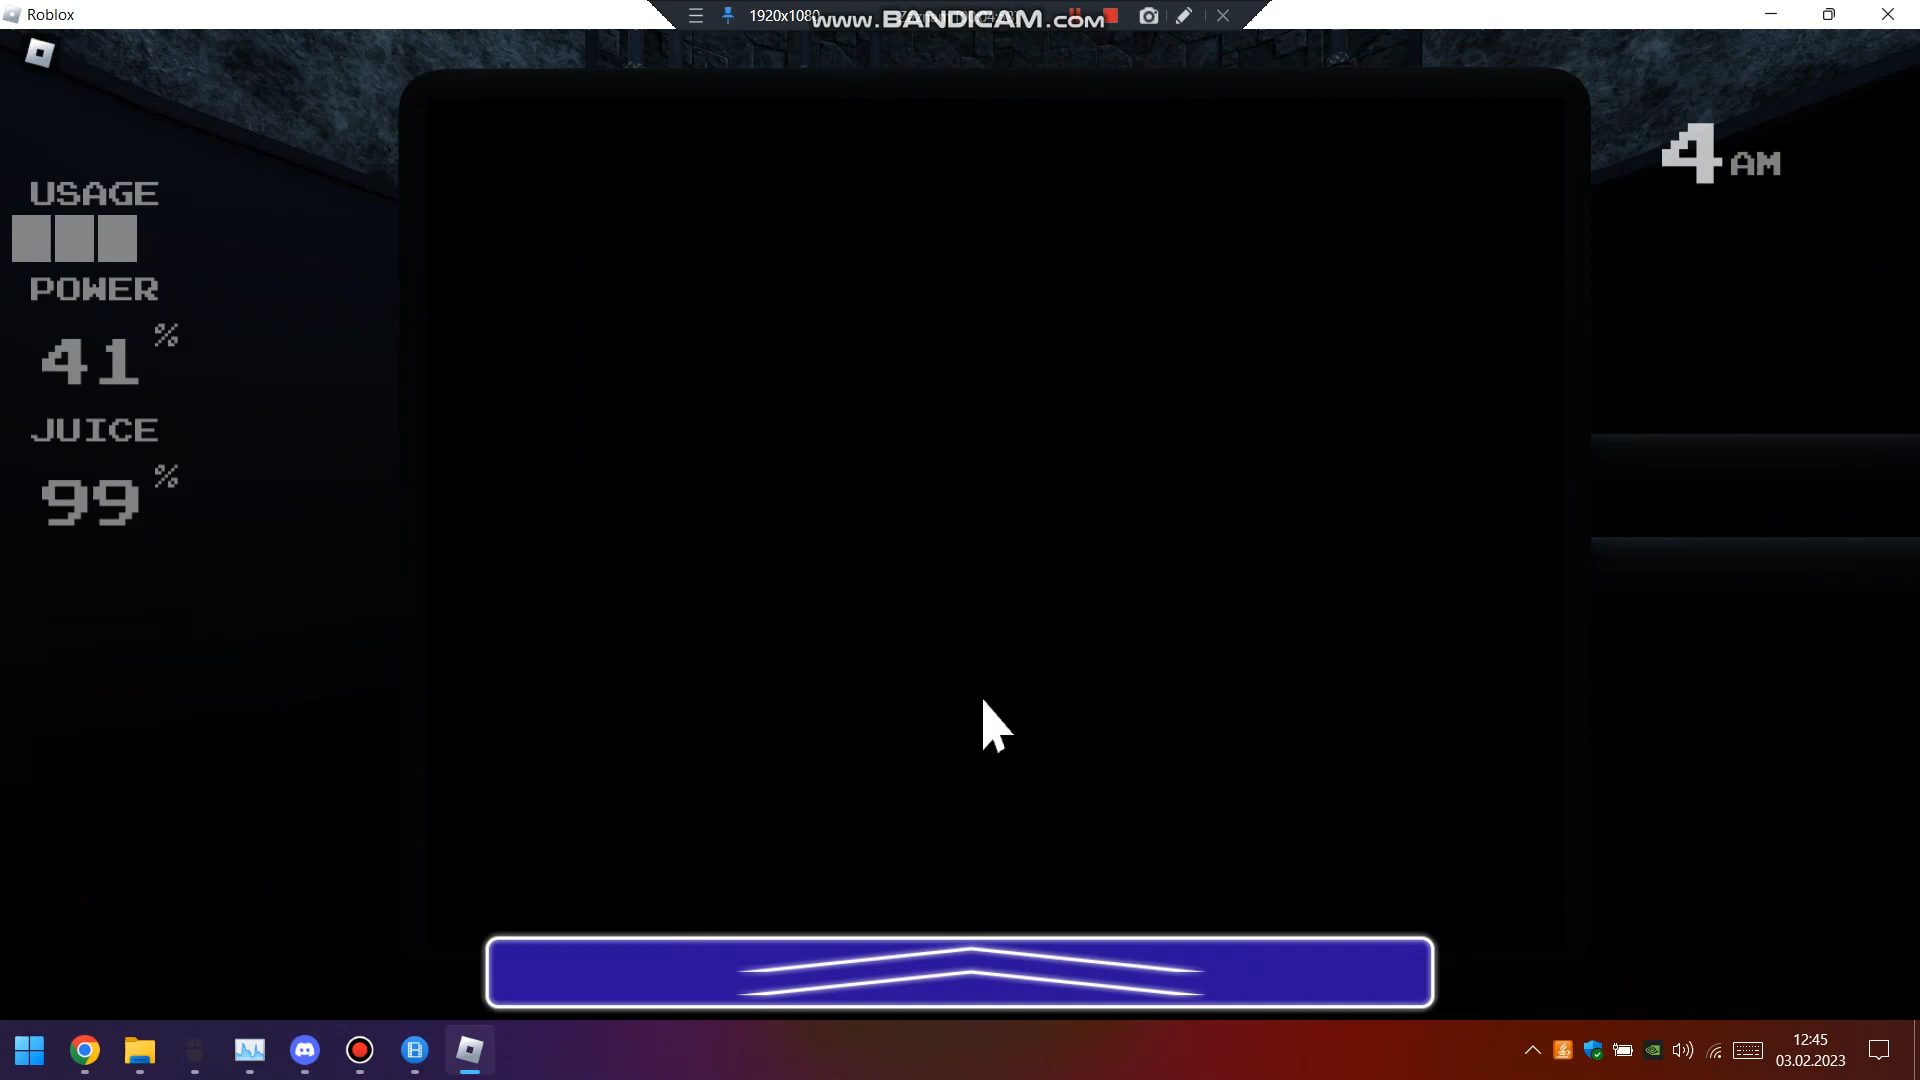 Roblox
1920x1080
www.BANDICAM.com
4 AM
USAGE
POWER
41 %
JUICE
99 %
12:45
03.02.2023